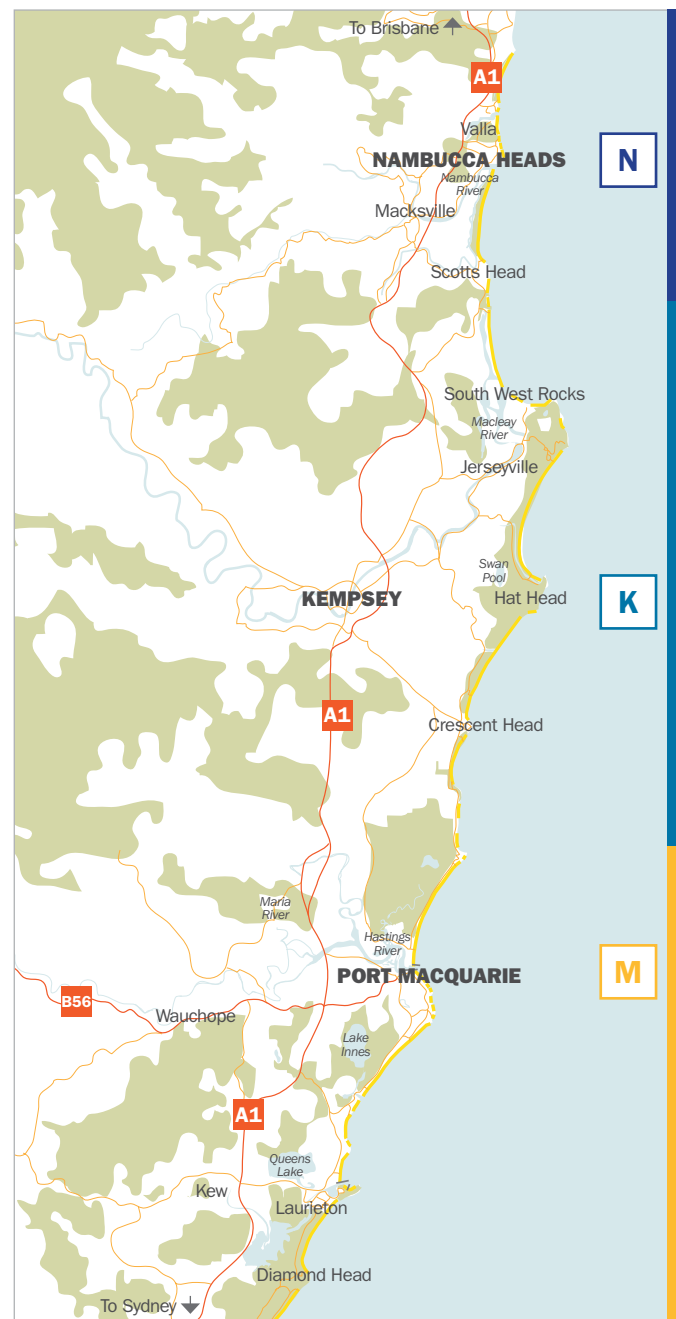 To Brisbane
A1
Valla
NAMBUCCA HEADS
N
Nambucca
River
Macksville
Scotts Head
South West Rocks
Macleay
River
Jerseyville
Swan
Pool
Hat Head
KEMPSEY
K
A1
Crescent Head
Maria
River
Hastings
River
PORT MACQUARIE
M
B56
Wauchope
Lake
Innes
A1
Queens
Lake
Kew
Laurieton
Diamond Head
To Sydney